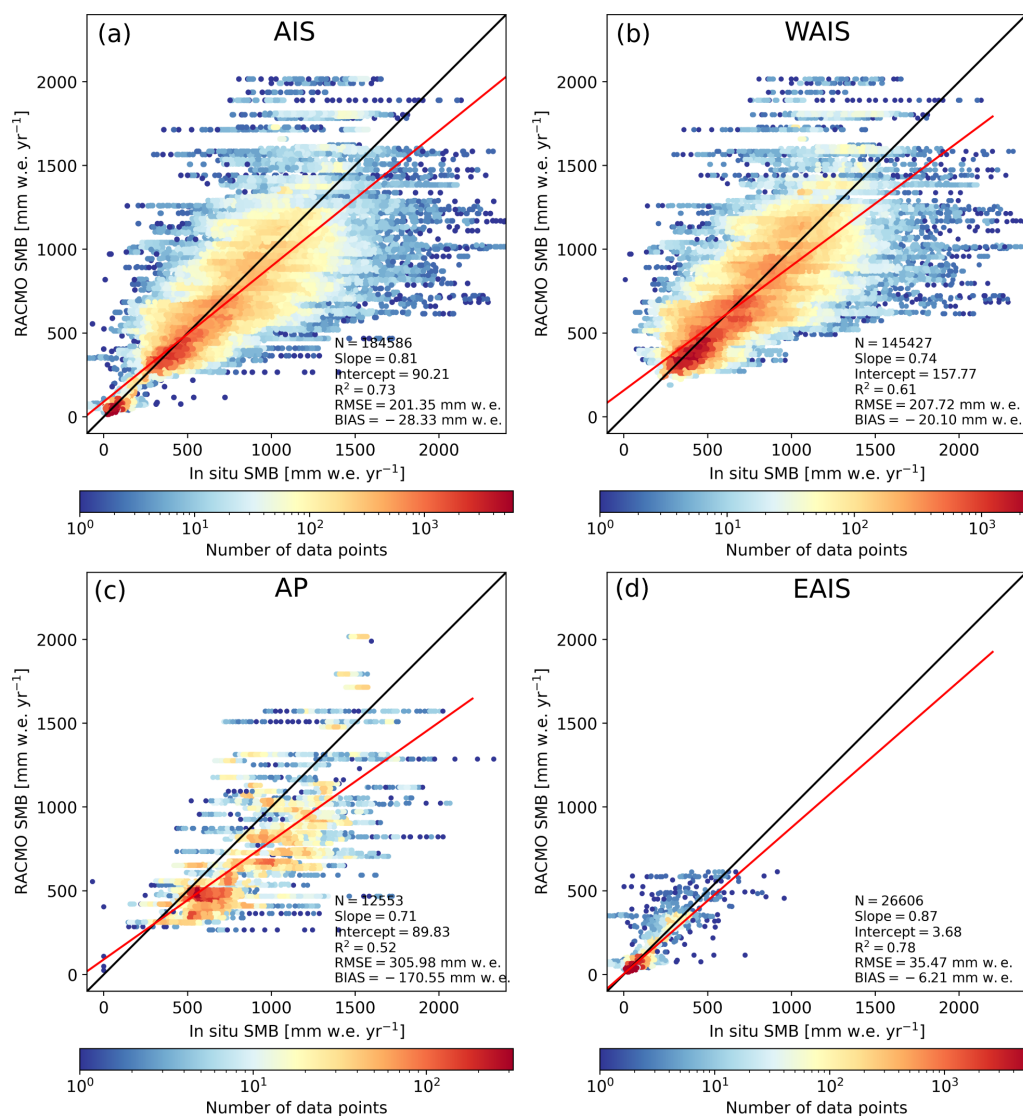 (a) AIS
RACMO SMB [mm w.e. yr⁻¹]
2000
1500
1000
500
0
N = 184586
Slope = 0.81
Intercept = 90.21
R² = 0.73
RMSE = 201.35 mm w. e.
BIAS = −28.33 mm w. e.
0 500 1000 1500 2000
In situ SMB [mm w.e. yr⁻¹]
10⁰ 10¹ 10² 10³
Number of data points
(b) WAIS
RACMO SMB [mm w.e. yr⁻¹]
2000
1500
1000
500
0
N = 145427
Slope = 0.74
Intercept = 157.77
R² = 0.61
RMSE = 207.72 mm w. e.
BIAS = −20.10 mm w. e.
0 500 1000 1500 2000
In situ SMB [mm w.e. yr⁻¹]
10⁰ 10¹ 10² 10³
Number of data points
(c) AP
RACMO SMB [mm w.e. yr⁻¹]
2000
1500
1000
500
0
N = 12553
Slope = 0.71
Intercept = 89.83
R² = 0.52
RMSE = 305.98 mm w. e.
BIAS = −170.55 mm w. e.
0 500 1000 1500 2000
In situ SMB [mm w.e. yr⁻¹]
10⁰ 10¹ 10²
Number of data points
(d) EAIS
RACMO SMB [mm w.e. yr⁻¹]
2000
1500
1000
500
0
N = 26606
Slope = 0.87
Intercept = 3.68
R² = 0.78
RMSE = 35.47 mm w. e.
BIAS = −6.21 mm w. e.
0 500 1000 1500 2000
In situ SMB [mm w.e. yr⁻¹]
10⁰ 10¹ 10² 10³
Number of data points